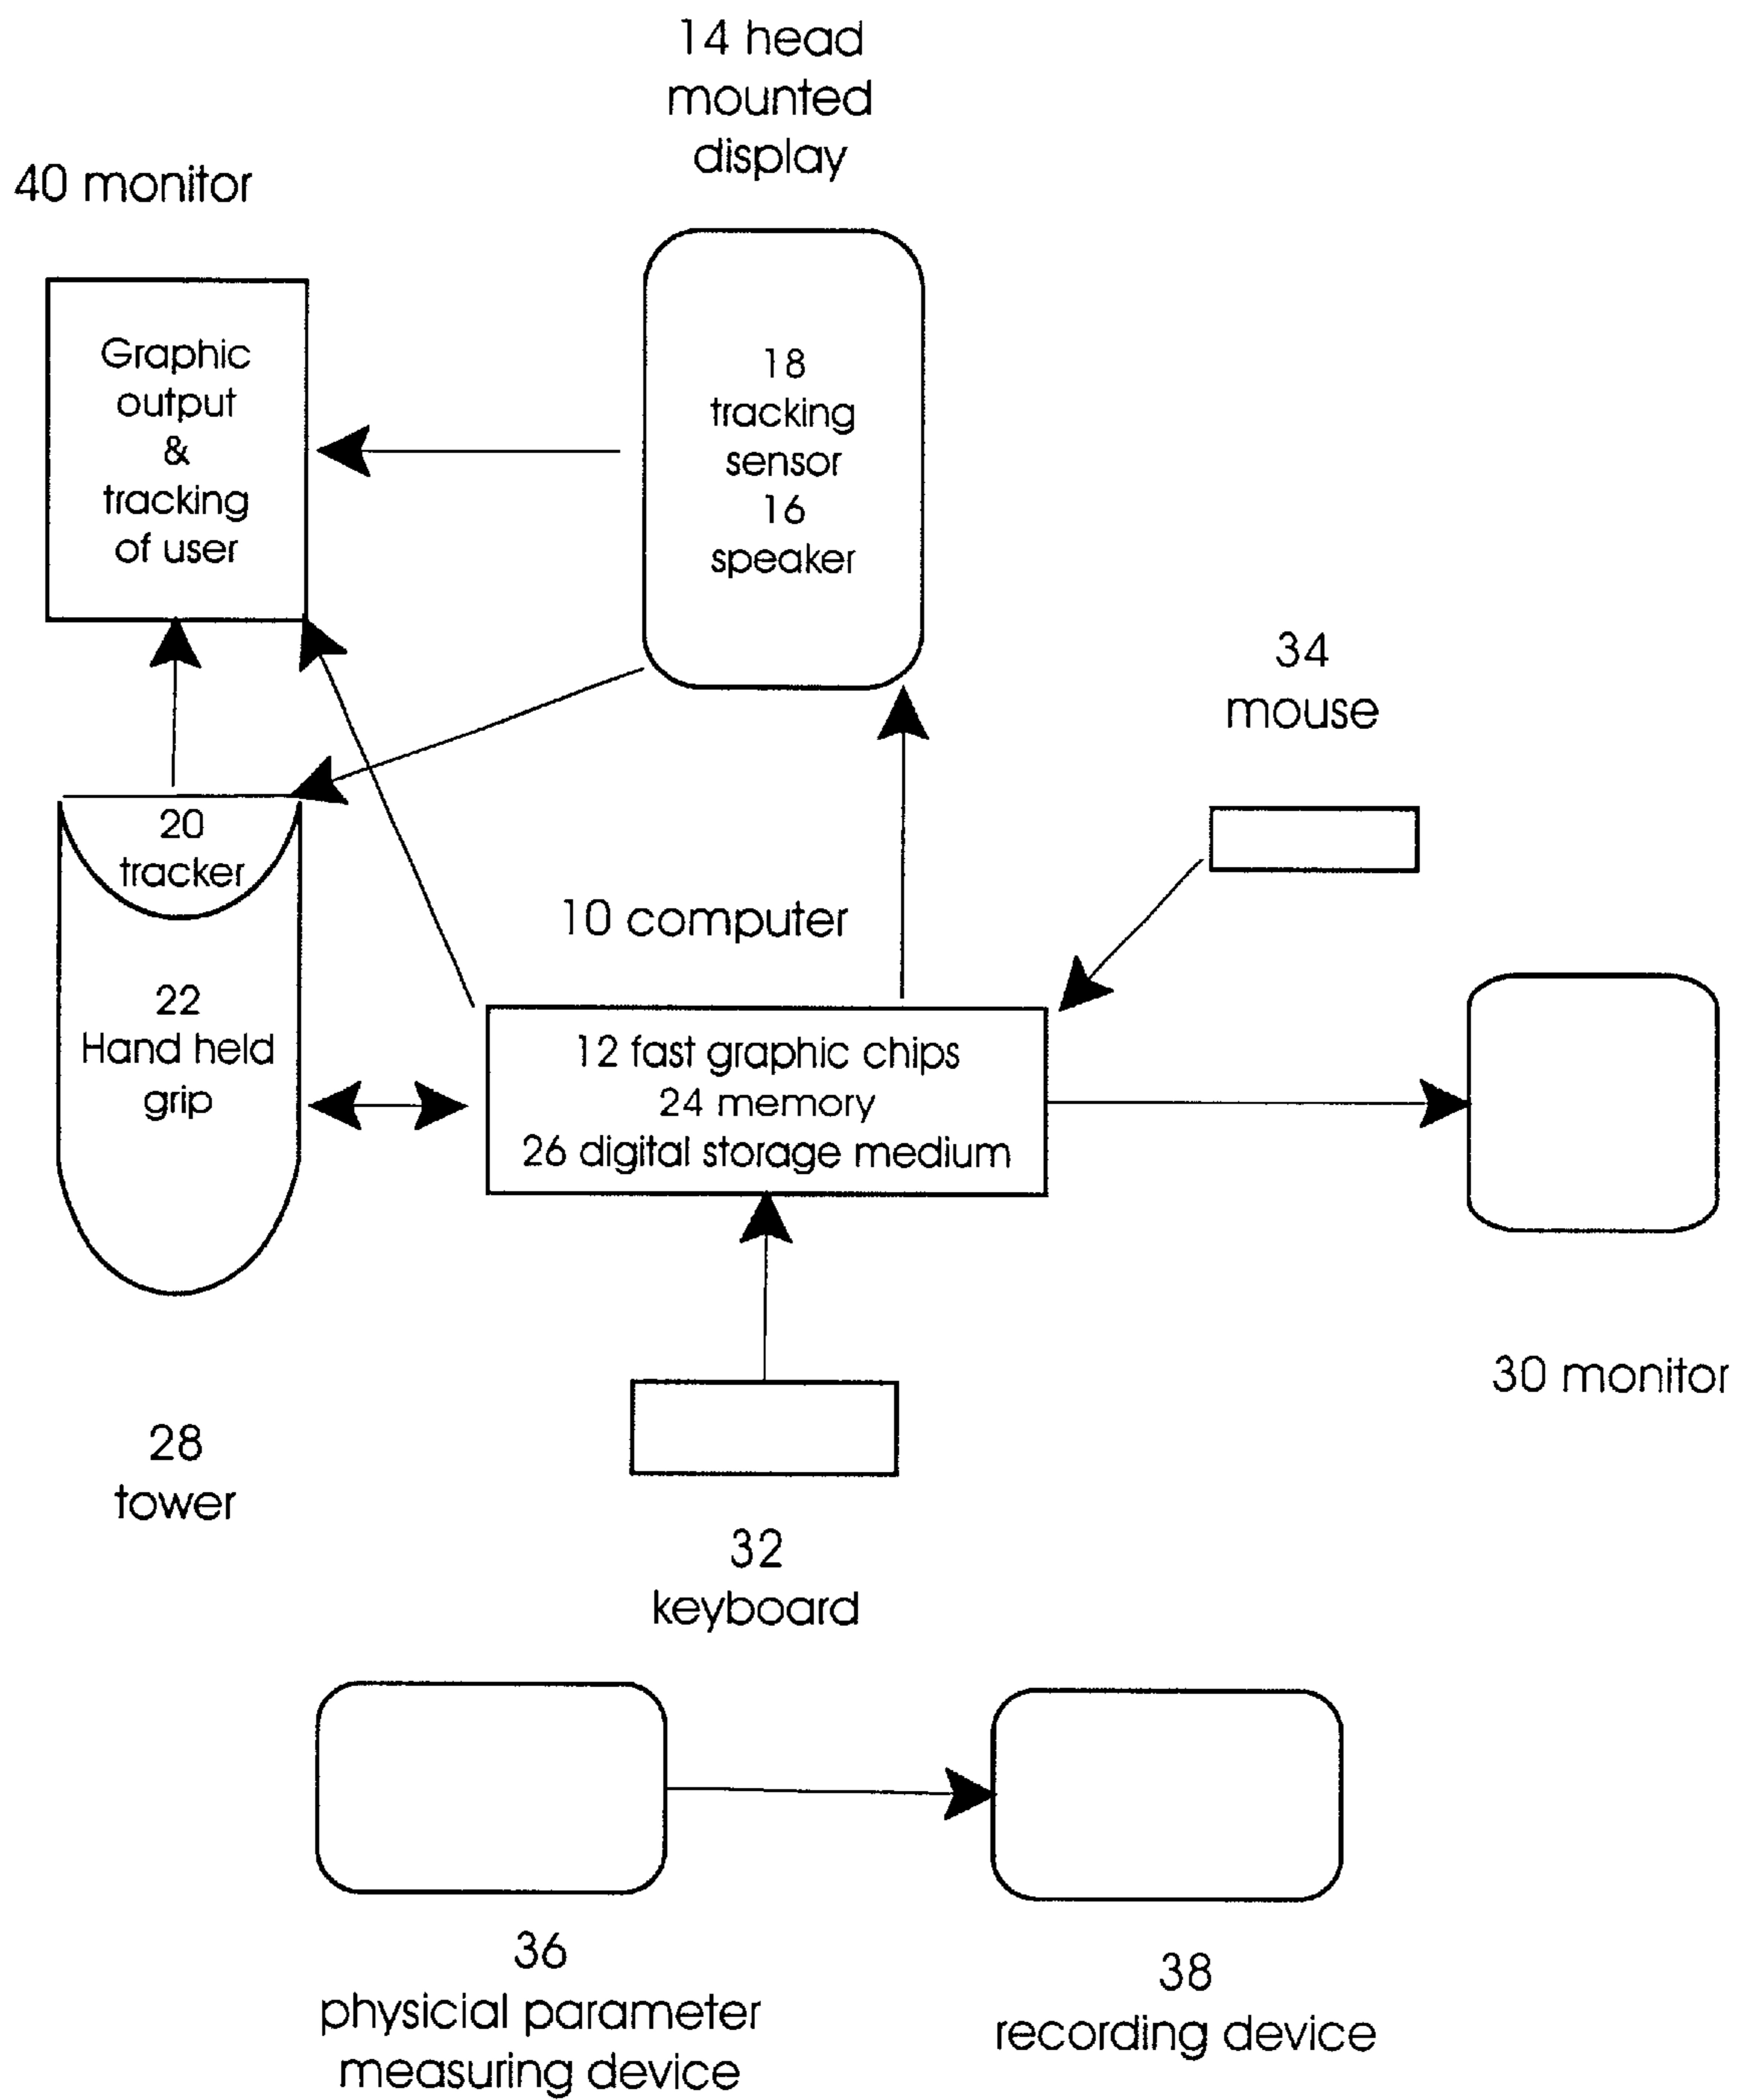 14 head
mounted
display
40 monitor
Graphic
output
&
tracking
of user
18
tracking
sensor
16
speaker
34
mouse
20
tracker
10 computer
22
Hand held
grip
12 fast graphic chips
24 memory
26 digital storage medium
30 monitor
28
tower
32
keyboard
36
physicial parameter
measuring device
38
recording device